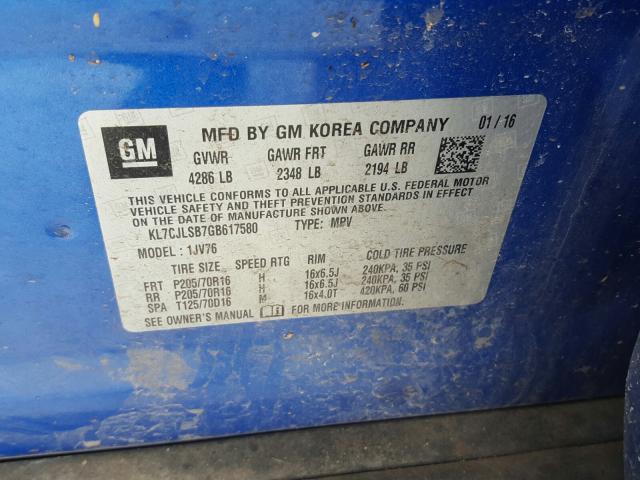 GM MFD BY GM KOREA COMPANY 01/16
GVWR GAWR FRT GAWR RR
4286 LB 2348 LB 2194 LB
THIS VEHICLE CONFORMS TO ALL APPLICABLE U.S. FEDERAL MOTOR
VEHICLE SAFETY AND THEFT PREVENTION STANDARDS IN EFFECT
ON THE DATE OF MANUFACTURE SHOWN ABOVE.
KL7CJLSB7GB617580 TYPE: MPV
MODEL: 1JV76
TIRE SIZE SPEED RTG RIM COLD TIRE PRESSURE
FRT P205/70R16 H 16x6.5J 240KPA, 35 PSI
RR P205/70R16 H 16x6.5J 240KPA, 35 PSI
SPA T125/70D16 M 16x4.0T 420KPA, 60 PSI
SEE OWNER'S MANUAL FOR MORE INFORMATION.